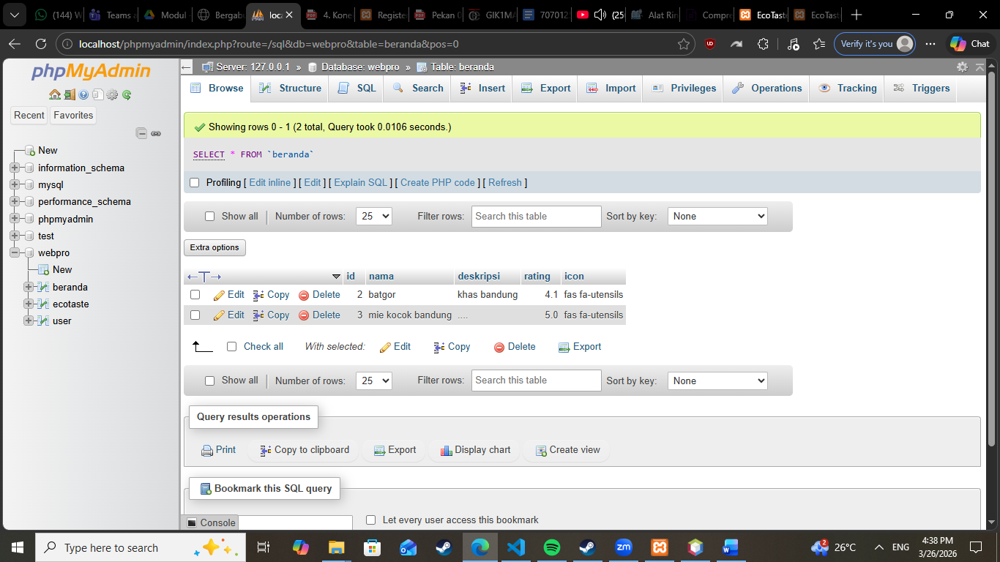 (144) W
Teams a
Modul
Bergabu
loca
4. Kone
Registe
Pekan 0
GIK1MA
707012
(25
Alat Rin
Compre
EcoTast
EcoTast
localhost/phpmyadmin/index.php?route=/sql&db=webpro&table=beranda&pos=0
Verify it's you
Chat
phpMyAdmin
Recent
Favorites
New
information_schema
mysql
performance_schema
phpmyadmin
test
webpro
New
beranda
ecotaste
user
Server: 127.0.0.1 » Database: webpro » Table: beranda
Browse Structure SQL Search Insert Export Import Privileges Operations Tracking Triggers
Showing rows 0 - 1 (2 total, Query took 0.0106 seconds.)
SELECT * FROM `beranda`
Profiling [ Edit inline ] [ Edit ] [ Explain SQL ] [ Create PHP code ] [ Refresh ]
Show all Number of rows: 25 Filter rows: Search this table Sort by key: None
Extra options
id nama deskripsi rating icon
Edit Copy Delete 2 batgor khas bandung 4.1 fas fa-utensils
Edit Copy Delete 3 mie kocok bandung .... 5.0 fas fa-utensils
Check all With selected: Edit Copy Delete Export
Show all Number of rows: 25 Filter rows: Search this table Sort by key: None
Query results operations
Print Copy to clipboard Export Display chart Create view
Bookmark this SQL query
Console
Let every user access this bookmark
Type here to search
26°C
ENG
4:38 PM
3/26/2026